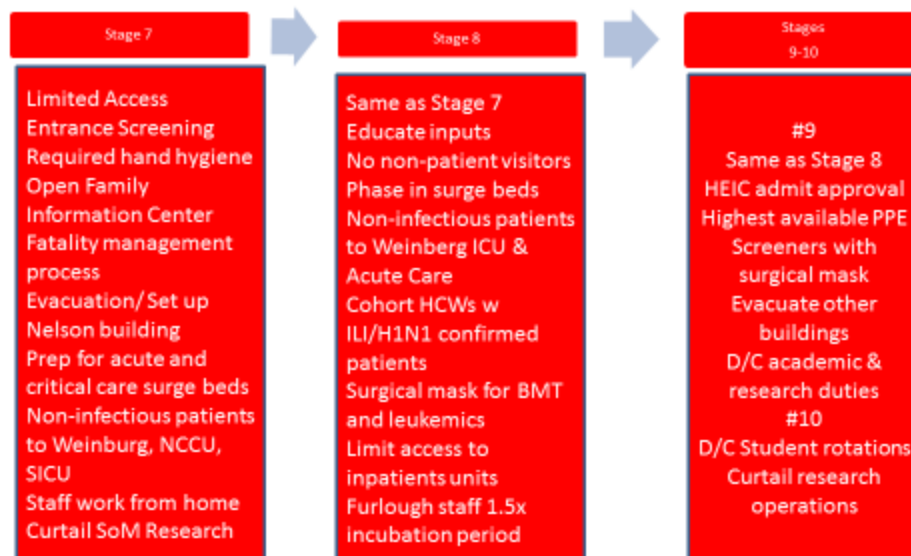 Stage 7
Limited Access
Entrance Screening
Required hand hygiene
Open Family
Information Center
Fatality management
process
Evacuation/ Set up
Nelson building
Prep for acute and
critical care surge beds
Non-infectious patients
to Weinburg, NCCU,
SICU
Staff work from home
Curtail SoM Research
Stage 8
Same as Stage 7
Educate inputs
No non-patient visitors
Phase in surge beds
Non-infectious patients
to Weinberg ICU &
Acute Care
Cohort HCWs w
ILI/H1N1 confirmed
patients
Surgical mask for BMT
and leukemics
Limit access to
inpatients units
Furlough staff 1.5x
incubation period
Stages
9-10
#9
Same as Stage 8
HEIC admit approval
Highest available PPE
Screeners with
surgical mask
Evacuate other
buildings
D/C academic &
research duties
#10
D/C Student rotations
Curtail research
operations